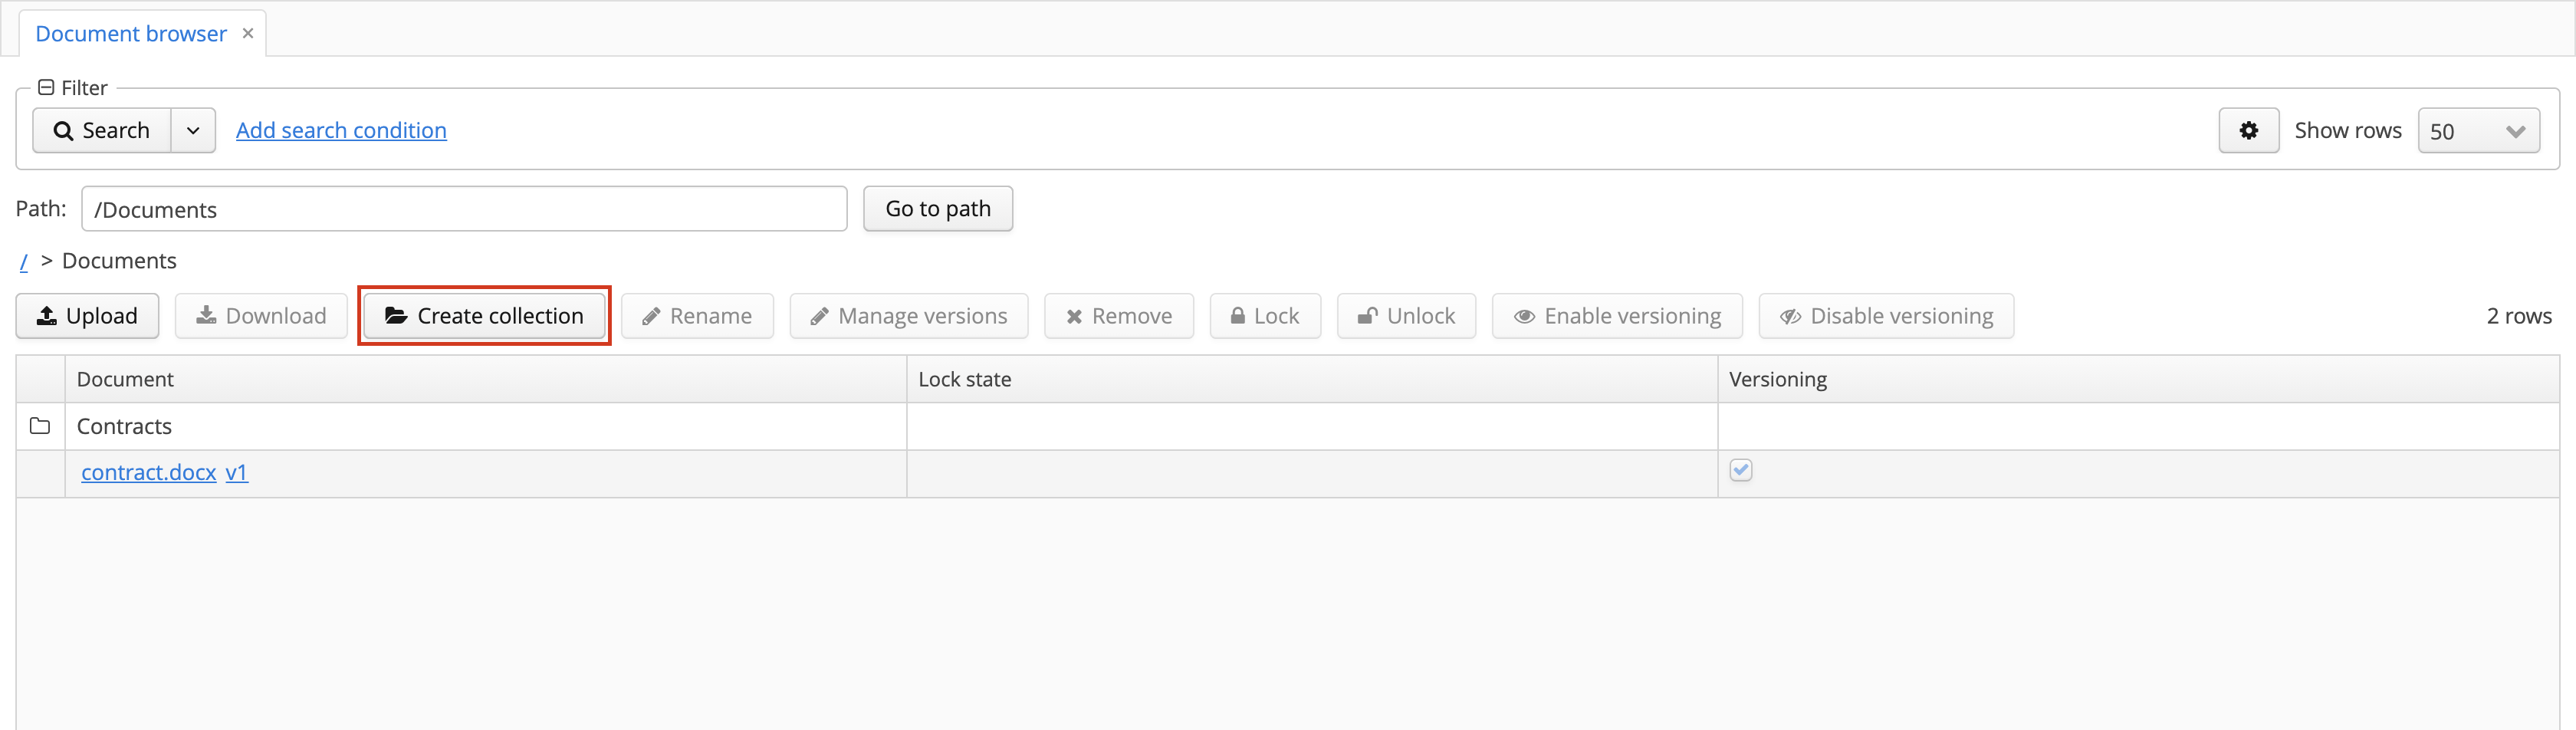 Document browser
Filter
Search Add search condition Show rows 50
Path: /Documents Go to path
/ > Documents
Upload Download Create collection Rename Manage versions Remove Lock Unlock Enable versioning Disable versioning 2 rows
Document Lock state Versioning
Contracts
contract.docx v1